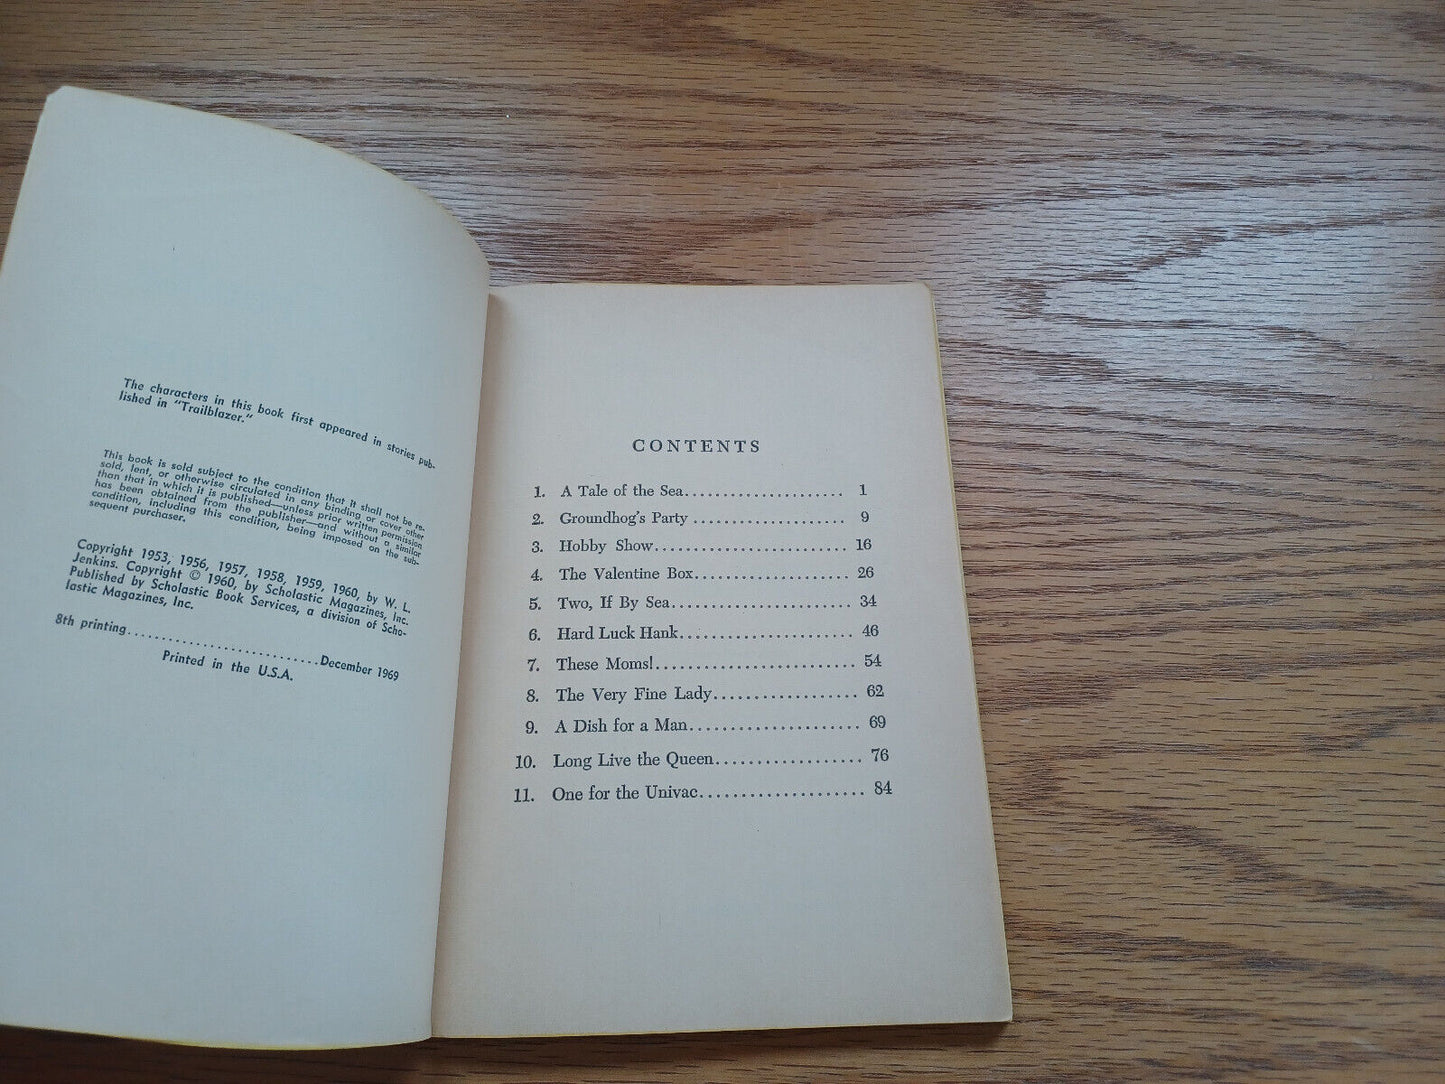 The characters in this book first appeared in stories pub-
lished in "Trailblazer."
This book is sold subject to the condition that it shall not be re-
sold, lent, or otherwise circulated in any binding or cover other
than that in which it is published—unless prior written permission
has been obtained from the publisher—and without a similar
condition, including this condition, being imposed on the sub-
sequent purchaser.
Copyright 1953, 1956, 1957, 1958, 1959, 1960, by W. L.
Jenkins. Copyright © 1960, by Scholastic Magazines, Inc.
Published by Scholastic Book Services, a division of Scho-
lastic Magazines, Inc.
8th printing..............................December 1969
Printed in the U.S.A.
CONTENTS
1. A Tale of the Sea...................... 1
2. Groundhog's Party ...................... 9
3. Hobby Show........................... 16
4. The Valentine Box...................... 26
5. Two, If By Sea......................... 34
6. Hard Luck Hank........................ 46
7. These Moms!........................... 54
8. The Very Fine Lady.................... 62
9. A Dish for a Man....................... 69
10. Long Live the Queen.................... 76
11. One for the Univac..................... 84